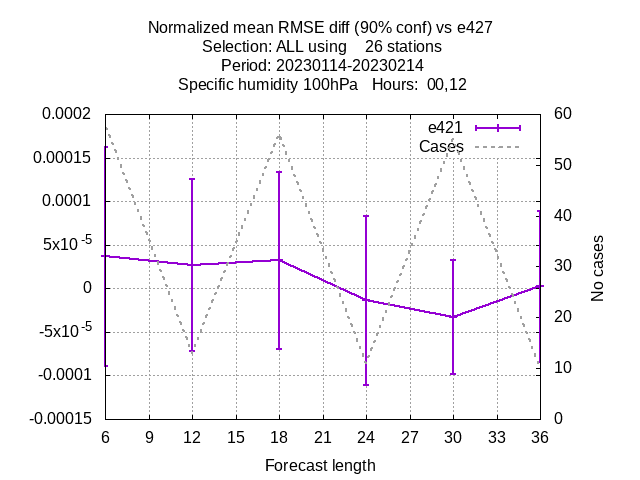 Normalized mean RMSE diff (90% conf) vs e427
Selection: ALL using    26 stations
Period: 20230114-20230214
Specific humidity 100hPa   Hours:  00,12
0.0002
0.00015
0.0001
5x10⁻⁵
0
-5x10⁻⁵
-0.0001
-0.00015
e421
Cases
60
50
40
30
20
10
0
No cases
6 9 12 15 18 21 24 27 30 33 36
Forecast length